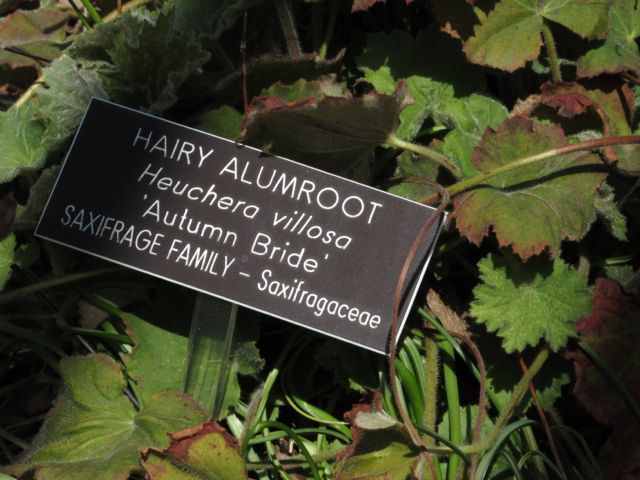 HAIRY ALUMROOT
Heuchera villosa
'Autumn Bride'
SAXIFRAGE FAMILY – Saxifragaceae